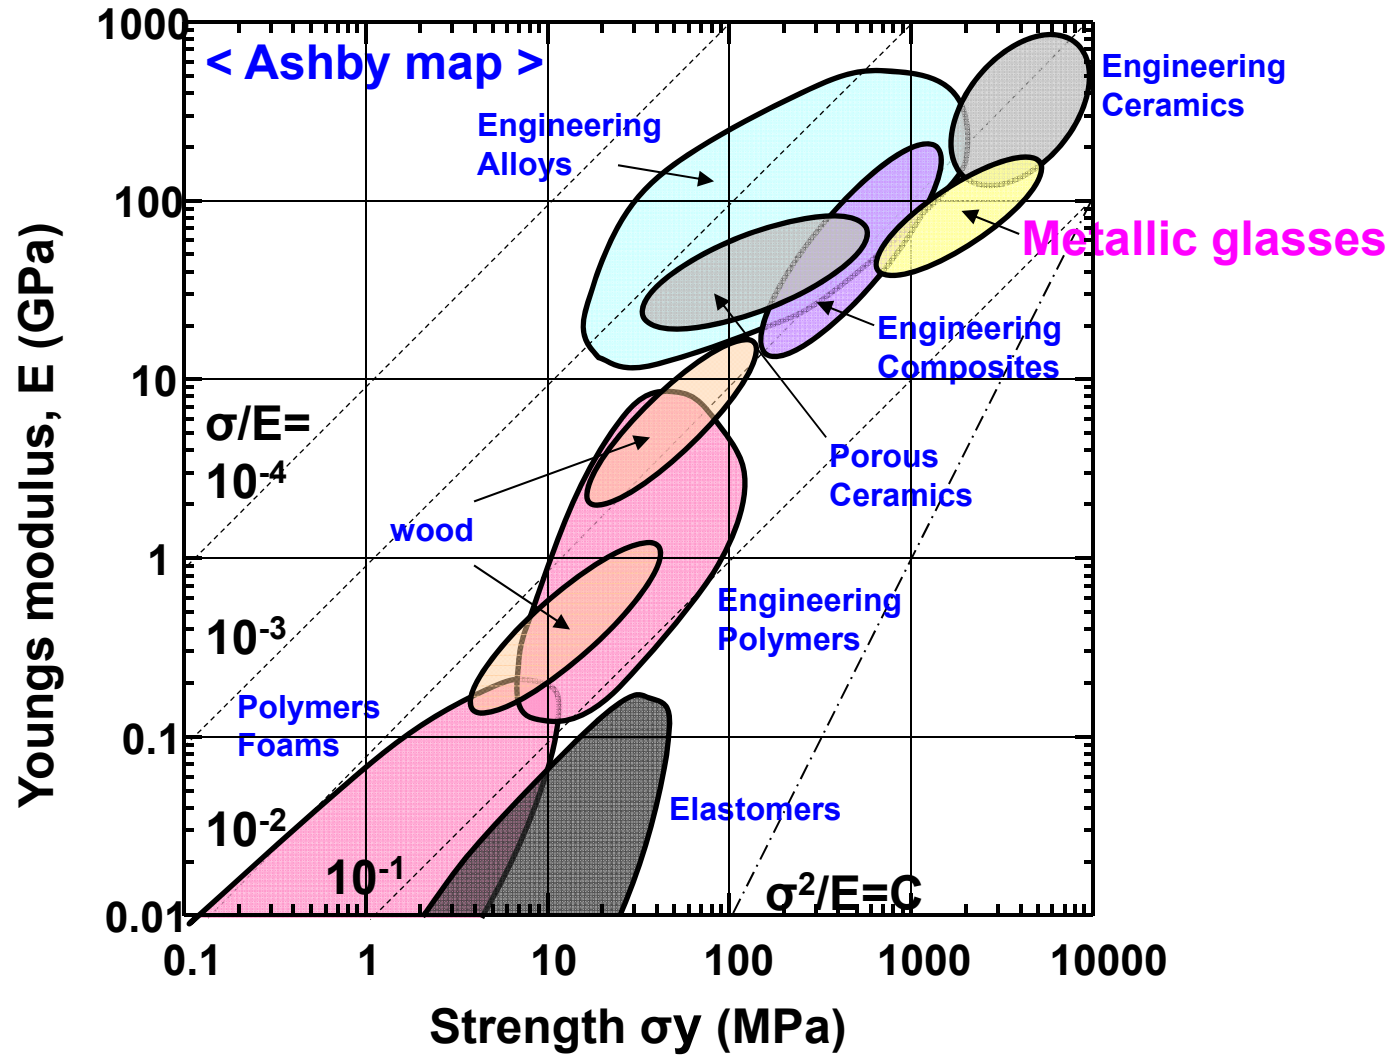 < Ashby map >
Engineering
Ceramics
Engineering
Alloys
Metallic glasses
Engineering
Composites
σ/E=
10-4
Porous
Ceramics
wood
10-3
Engineering
Polymers
Polymers
Foams
10-2
Elastomers
10-1
σ2/E=C
1000
100
10
1
0.1
0.01
Youngs modulus, E (GPa)
0.1
1
10
100
1000
10000
Strength σy (MPa)